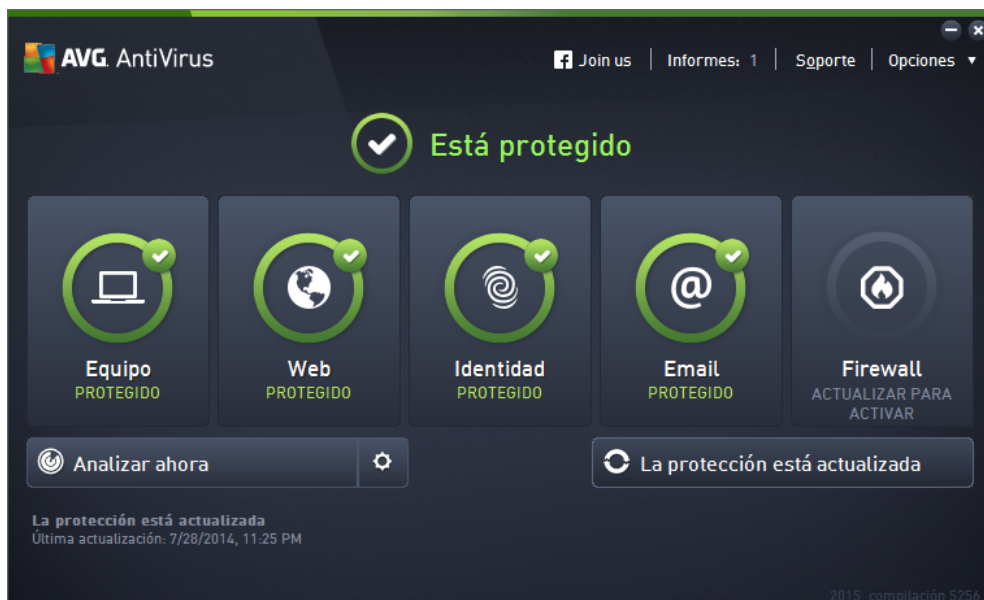 AVG AntiVirus
Join us
Informes: 1
Soporte
Opciones
Está protegido
@
Equipo
PROTEGIDO
Web
PROTEGIDO
Identidad
PROTEGIDO
Email
PROTEGIDO
Firewall
ACTUALIZAR PARA
ACTIVAR
Analizar ahora
La protección está actualizada
La protección está actualizada
Última actualización: 7/28/2014, 11:25 PM
2015 compilación 5256